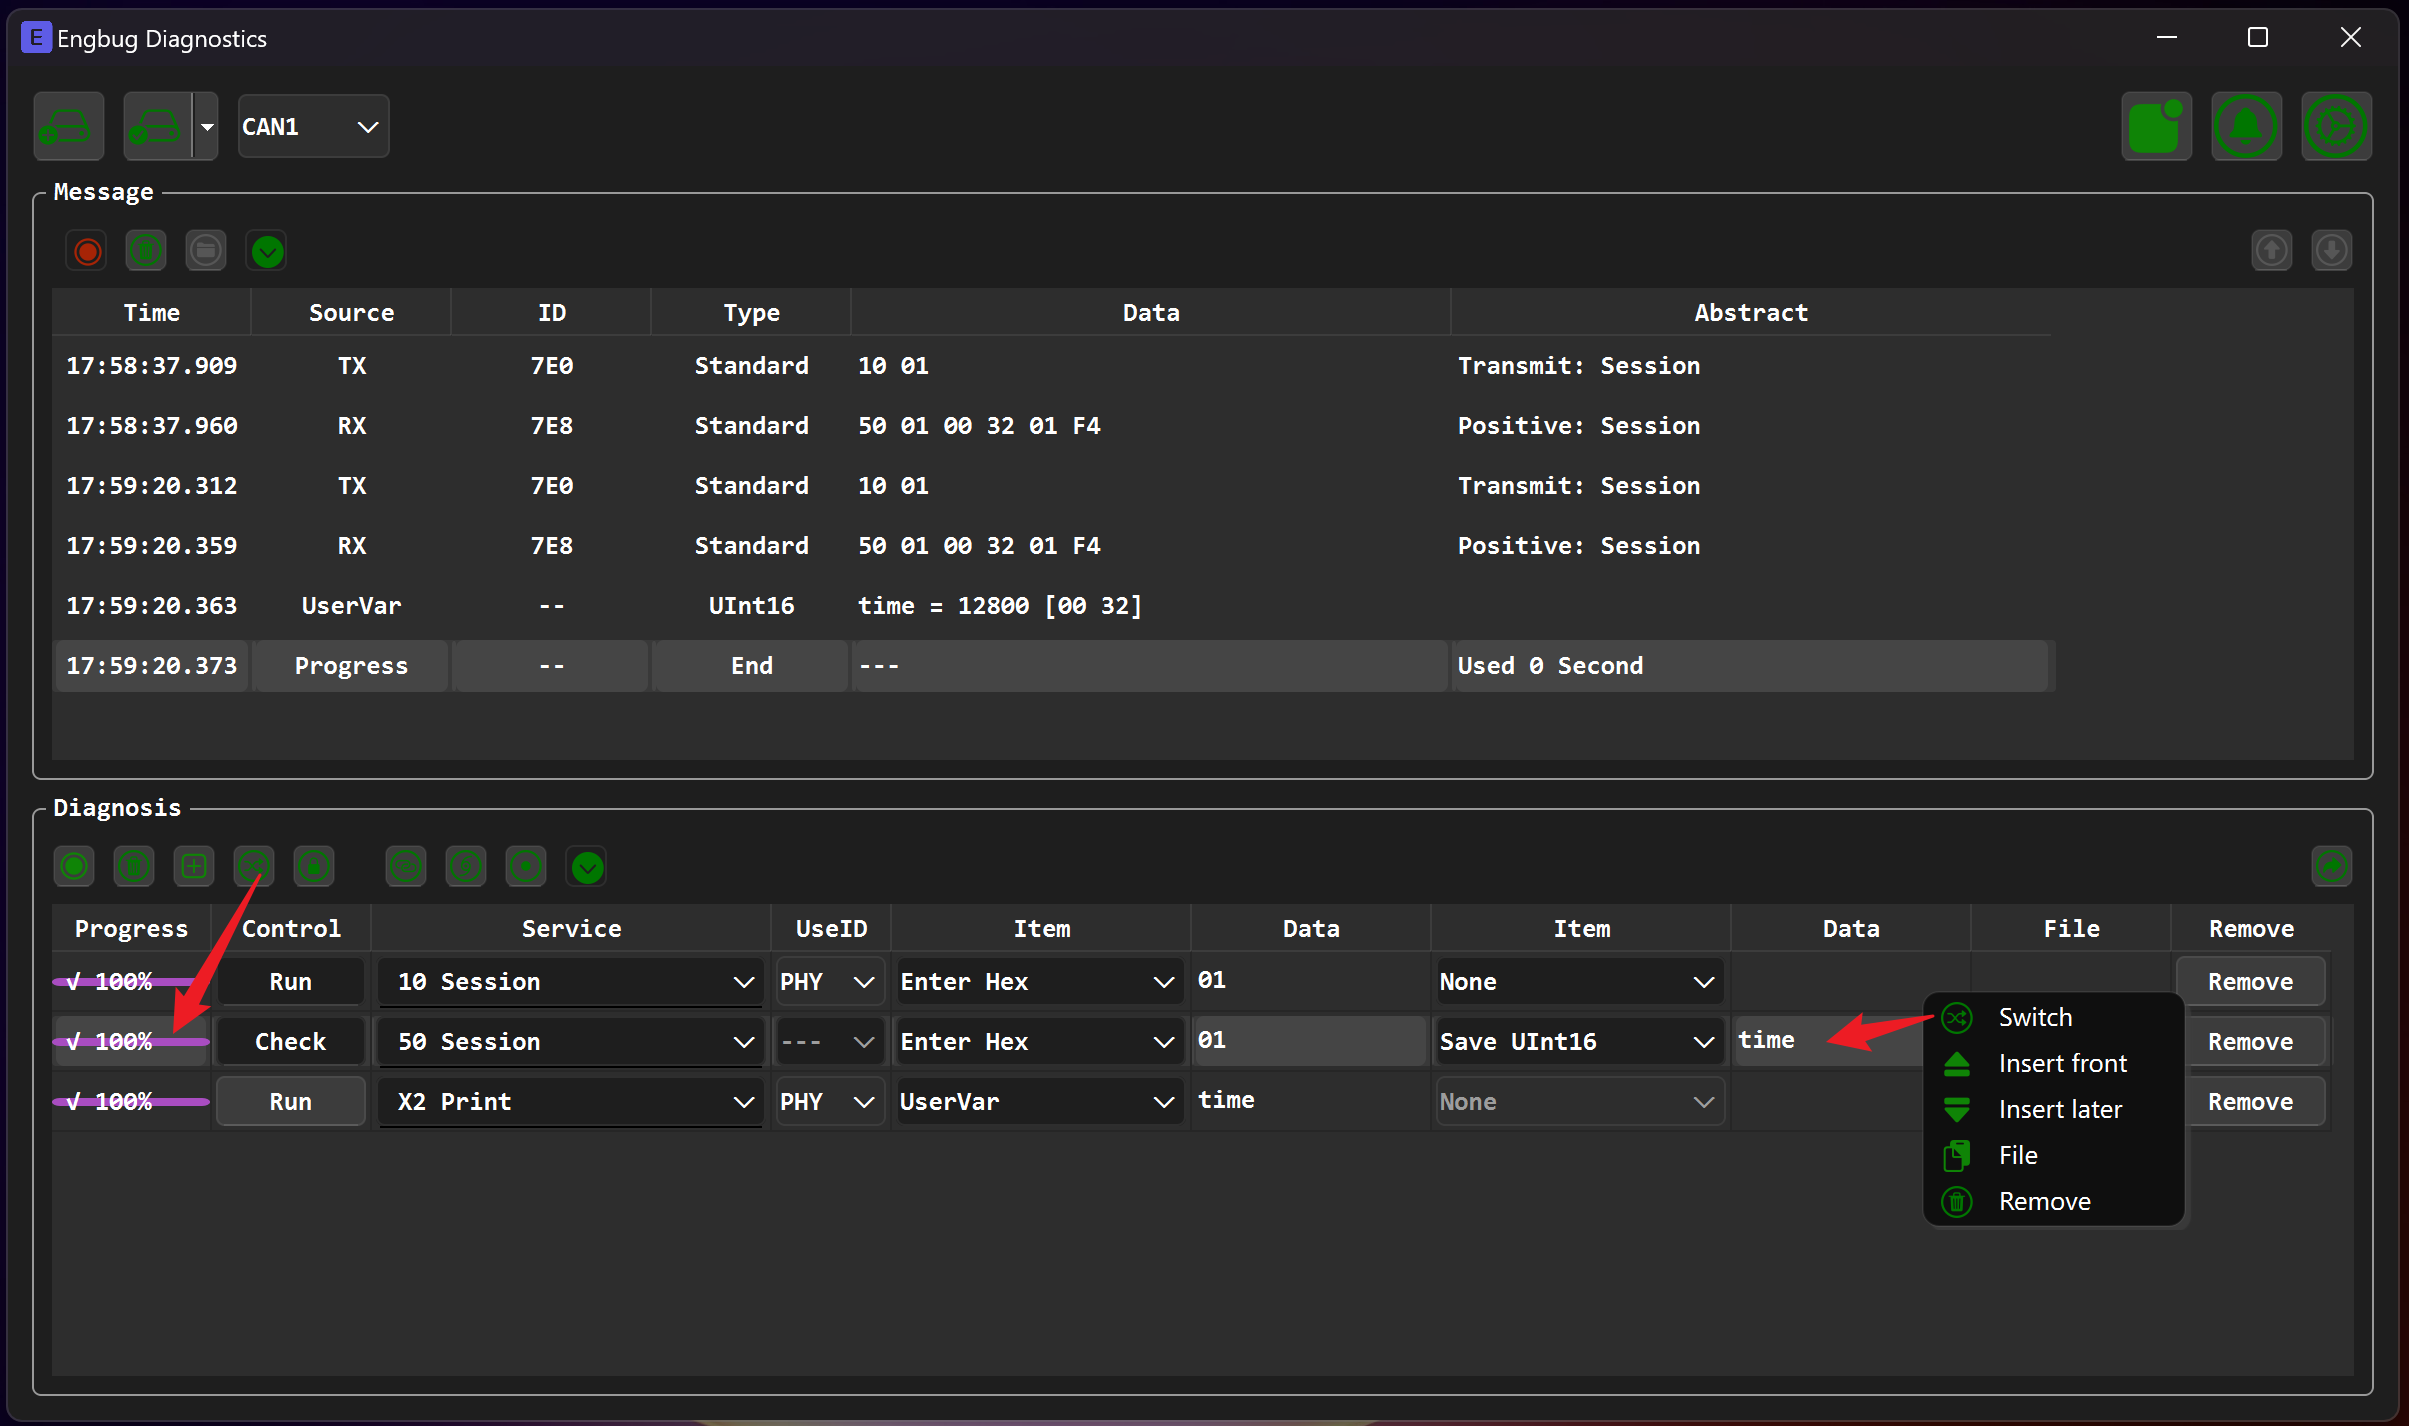 E Engbug Diagnostics
CAN1
Message
Time Source ID Type Data Abstract
17:58:37.909 TX 7E0 Standard 10 01 Transmit: Session
17:58:37.960 RX 7E8 Standard 50 01 00 32 01 F4 Positive: Session
17:59:20.312 TX 7E0 Standard 10 01 Transmit: Session
17:59:20.359 RX 7E8 Standard 50 01 00 32 01 F4 Positive: Session
17:59:20.363 UserVar -- UInt16 time = 12800 [00 32]
17:59:20.373 Progress -- End --- Used 0 Second
Diagnosis
Progress Control Service UseID Item Data Item Data File Remove
√ 100% Run 10 Session PHY Enter Hex 01 None Remove
√ 100% Check 50 Session --- Enter Hex 01 Save UInt16 time Remove
√ 100% Run X2 Print PHY UserVar time None Remove
Switch
Insert front
Insert later
File
Remove